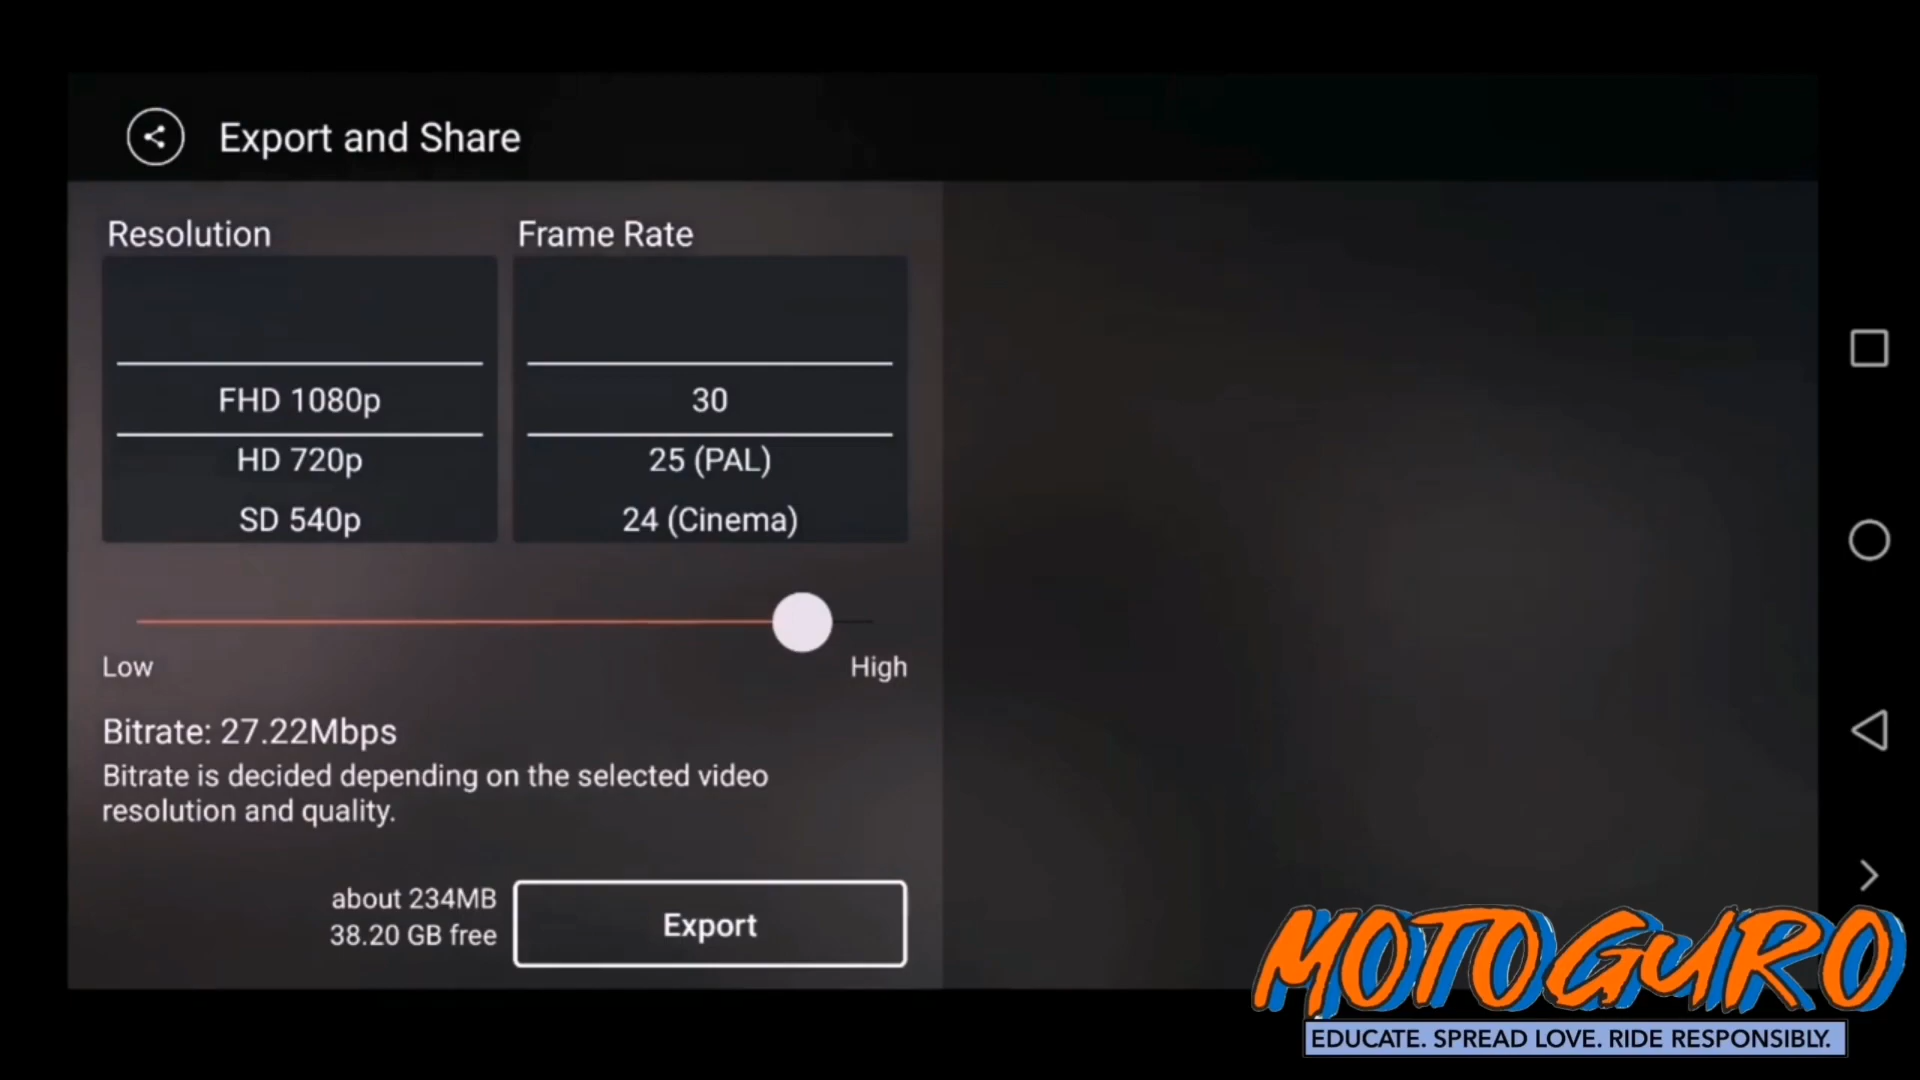 Export and Share
Resolution
Frame Rate
FHD 1080p
30
HD 720p
25 (PAL)
SD 540p
24 (Cinema)
Low
High
Bitrate: 27.22Mbps
Bitrate is decided depending on the selected video
resolution and quality.
about 234MB
38.20 GB free
Export
MOTOGURO
EDUCATE. SPREAD LOVE. RIDE RESPONSIBLY.